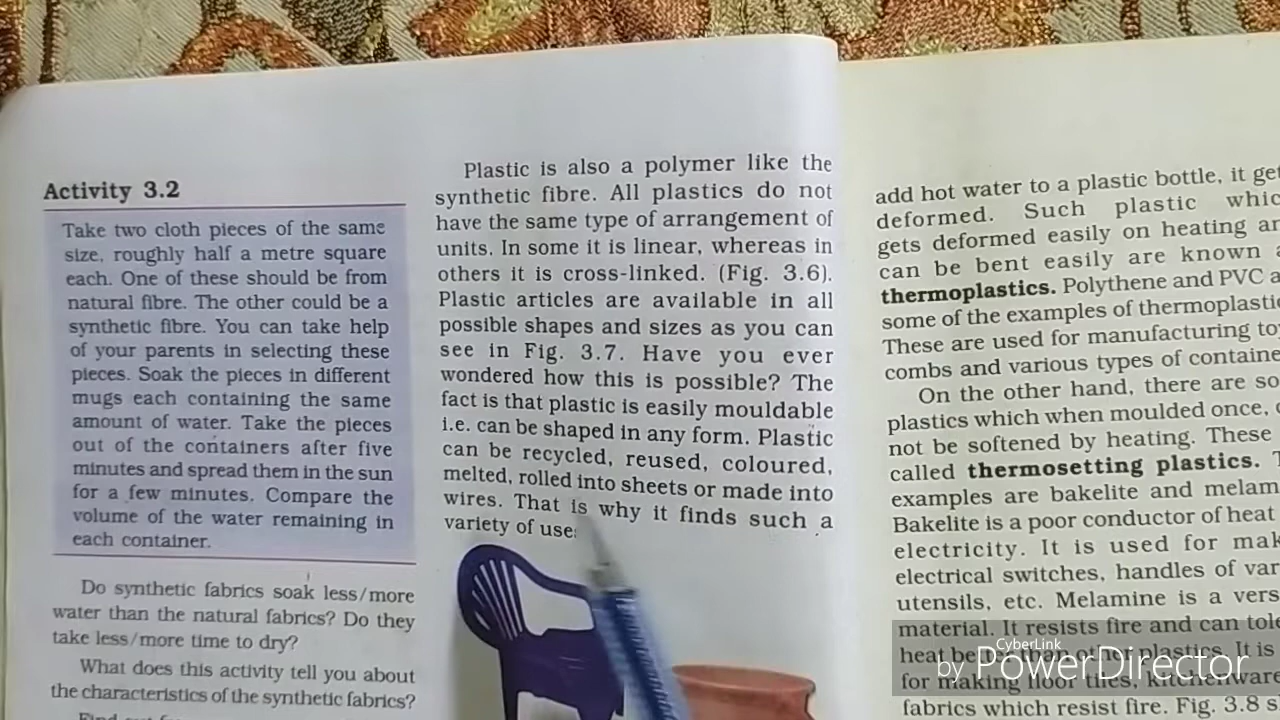 Activity 3.2
Take two cloth pieces of the same
size, roughly half a metre square
each. One of these should be from
natural fibre. The other could be a
synthetic fibre. You can take help
of your parents in selecting these
pieces. Soak the pieces in different
mugs each containing the same
amount of water. Take the pieces
out of the containers after five
minutes and spread them in the sun
for a few minutes. Compare the
volume of the water remaining in
each container.
Do synthetic fabrics soak less/more
water than the natural fabrics? Do they
take less/more time to dry?
What does this activity tell you about
the characteristics of the synthetic fabrics?
Plastic is also a polymer like the
synthetic fibre. All plastics do not
have the same type of arrangement of
units. In some it is linear, whereas in
others it is cross-linked. (Fig. 3.6).
Plastic articles are available in all
possible shapes and sizes as you can
see in Fig. 3.7. Have you ever
wondered how this is possible? The
fact is that plastic is easily mouldable
i.e. can be shaped in any form. Plastic
can be recycled, reused, coloured,
melted, rolled into sheets or made into
wires. That is why it finds such a
variety of
add hot water to a plastic bottle, it
deformed. Such plastic
gets deformed easily on heating
can be bent easily are known
thermoplastics. Polythene and PVC
some of the examples of
These are used for manufacturing
combs and various types of
On the other hand, there are
plastics which when moulded once,
not be softened by heating. These
called thermosetting plastics.
examples are bakelite and
Bakelite is a poor conductor of heat
electricity. It is used for
electrical switches, handles of
utensils, etc. Melamine is a
material. It resists fire and can
heat better than other plastics. It is
for making floor tiles, kitchenware
fabrics which resist fire. Fig. 3.8
CyberLink
by PowerDirector